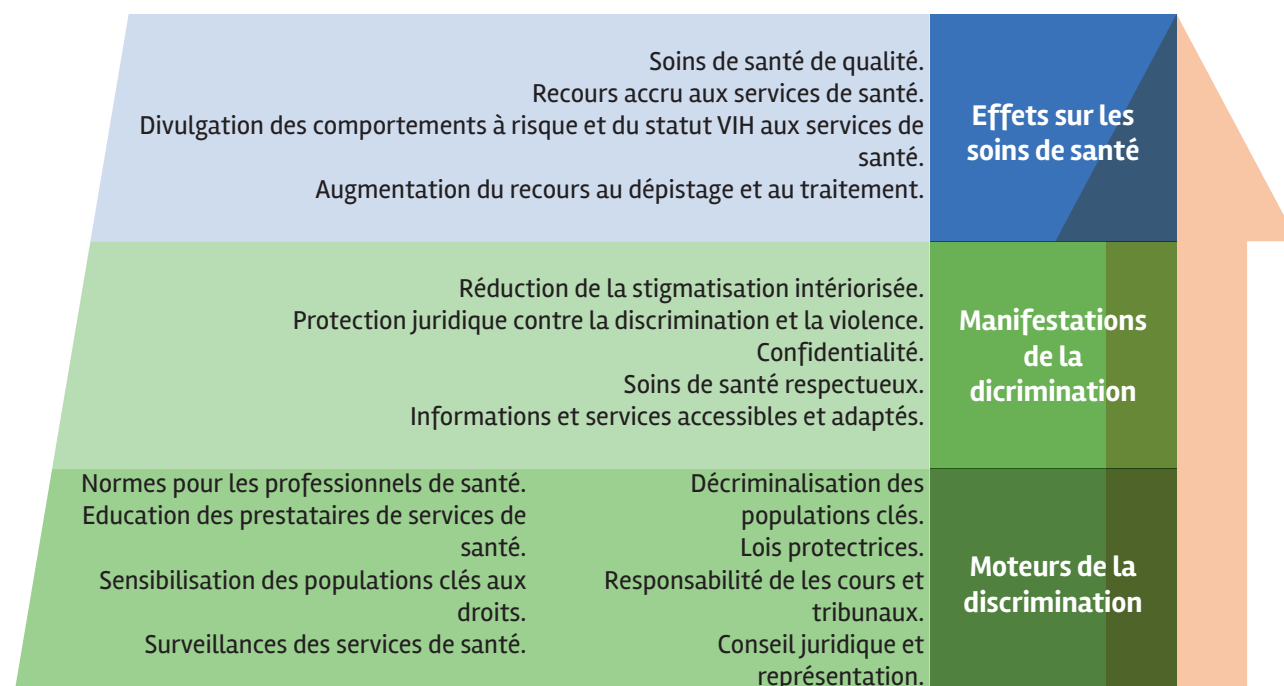 Soins de santé de qualité.
Recours accru aux services de santé.
Divulgation des comportements à risque et du statut VIH aux services de
santé.
Augmentation du recours au dépistage et au traitement.
Effets sur les
soins de santé
Réduction de la stigmatisation intériorisée.
Protection juridique contre la discrimination et la violence.
Confidentialité.
Soins de santé respectueux.
Informations et services accessibles et adaptés.
Manifestations
de la
dicrimination
Normes pour les professionnels de santé.
Education des prestataires de services de
santé.
Sensibilisation des populations clés aux
droits.
Surveillances des services de santé.
Décriminalisation des
populations clés.
Lois protectrices.
Responsabilité de les cours et
tribunaux.
Conseil juridique et
représentation.
Moteurs de la
discrimination